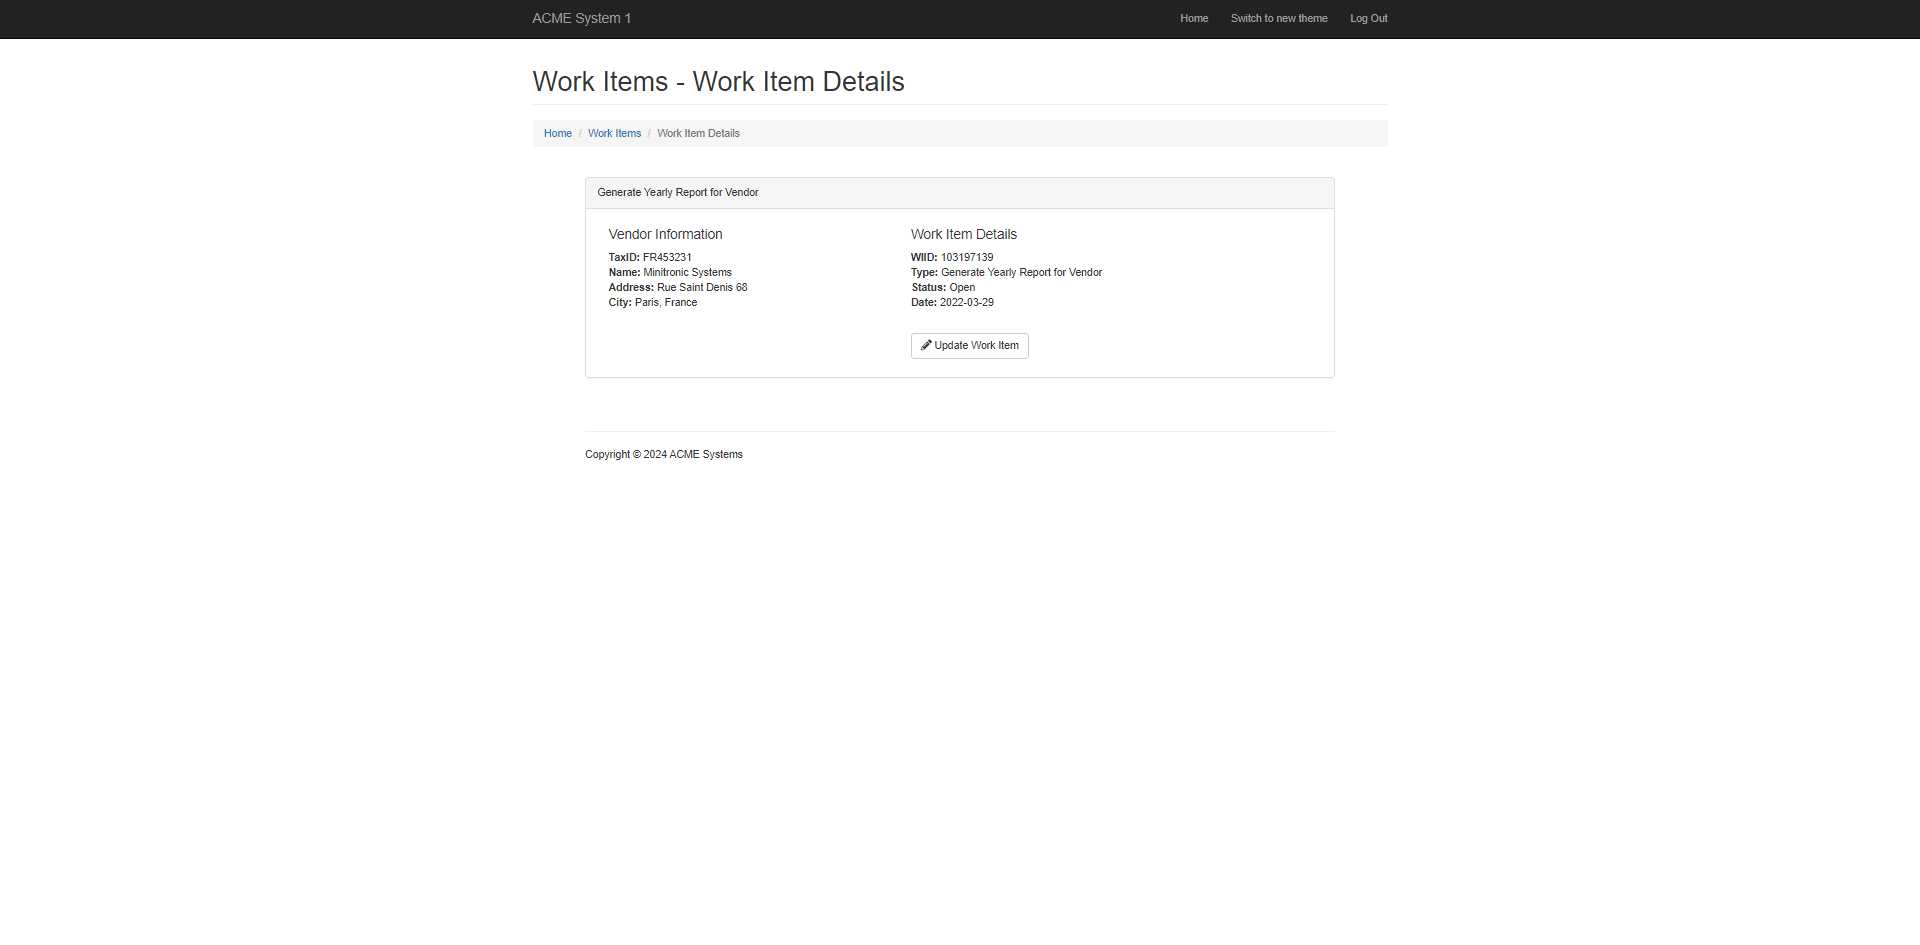 ACME System 1
Home
Switch to new theme
Log Out
Work Items - Work Item Details
Home / Work Items / Work Item Details
Generate Yearly Report for Vendor
Vendor Information
TaxID: FR453231
Name: Minitronic Systems
Address: Rue Saint Denis 68
City: Paris, France
Work Item Details
WIID: 103197139
Type: Generate Yearly Report for Vendor
Status: Open
Date: 2022-03-29
Update Work Item
Copyright © 2024 ACME Systems